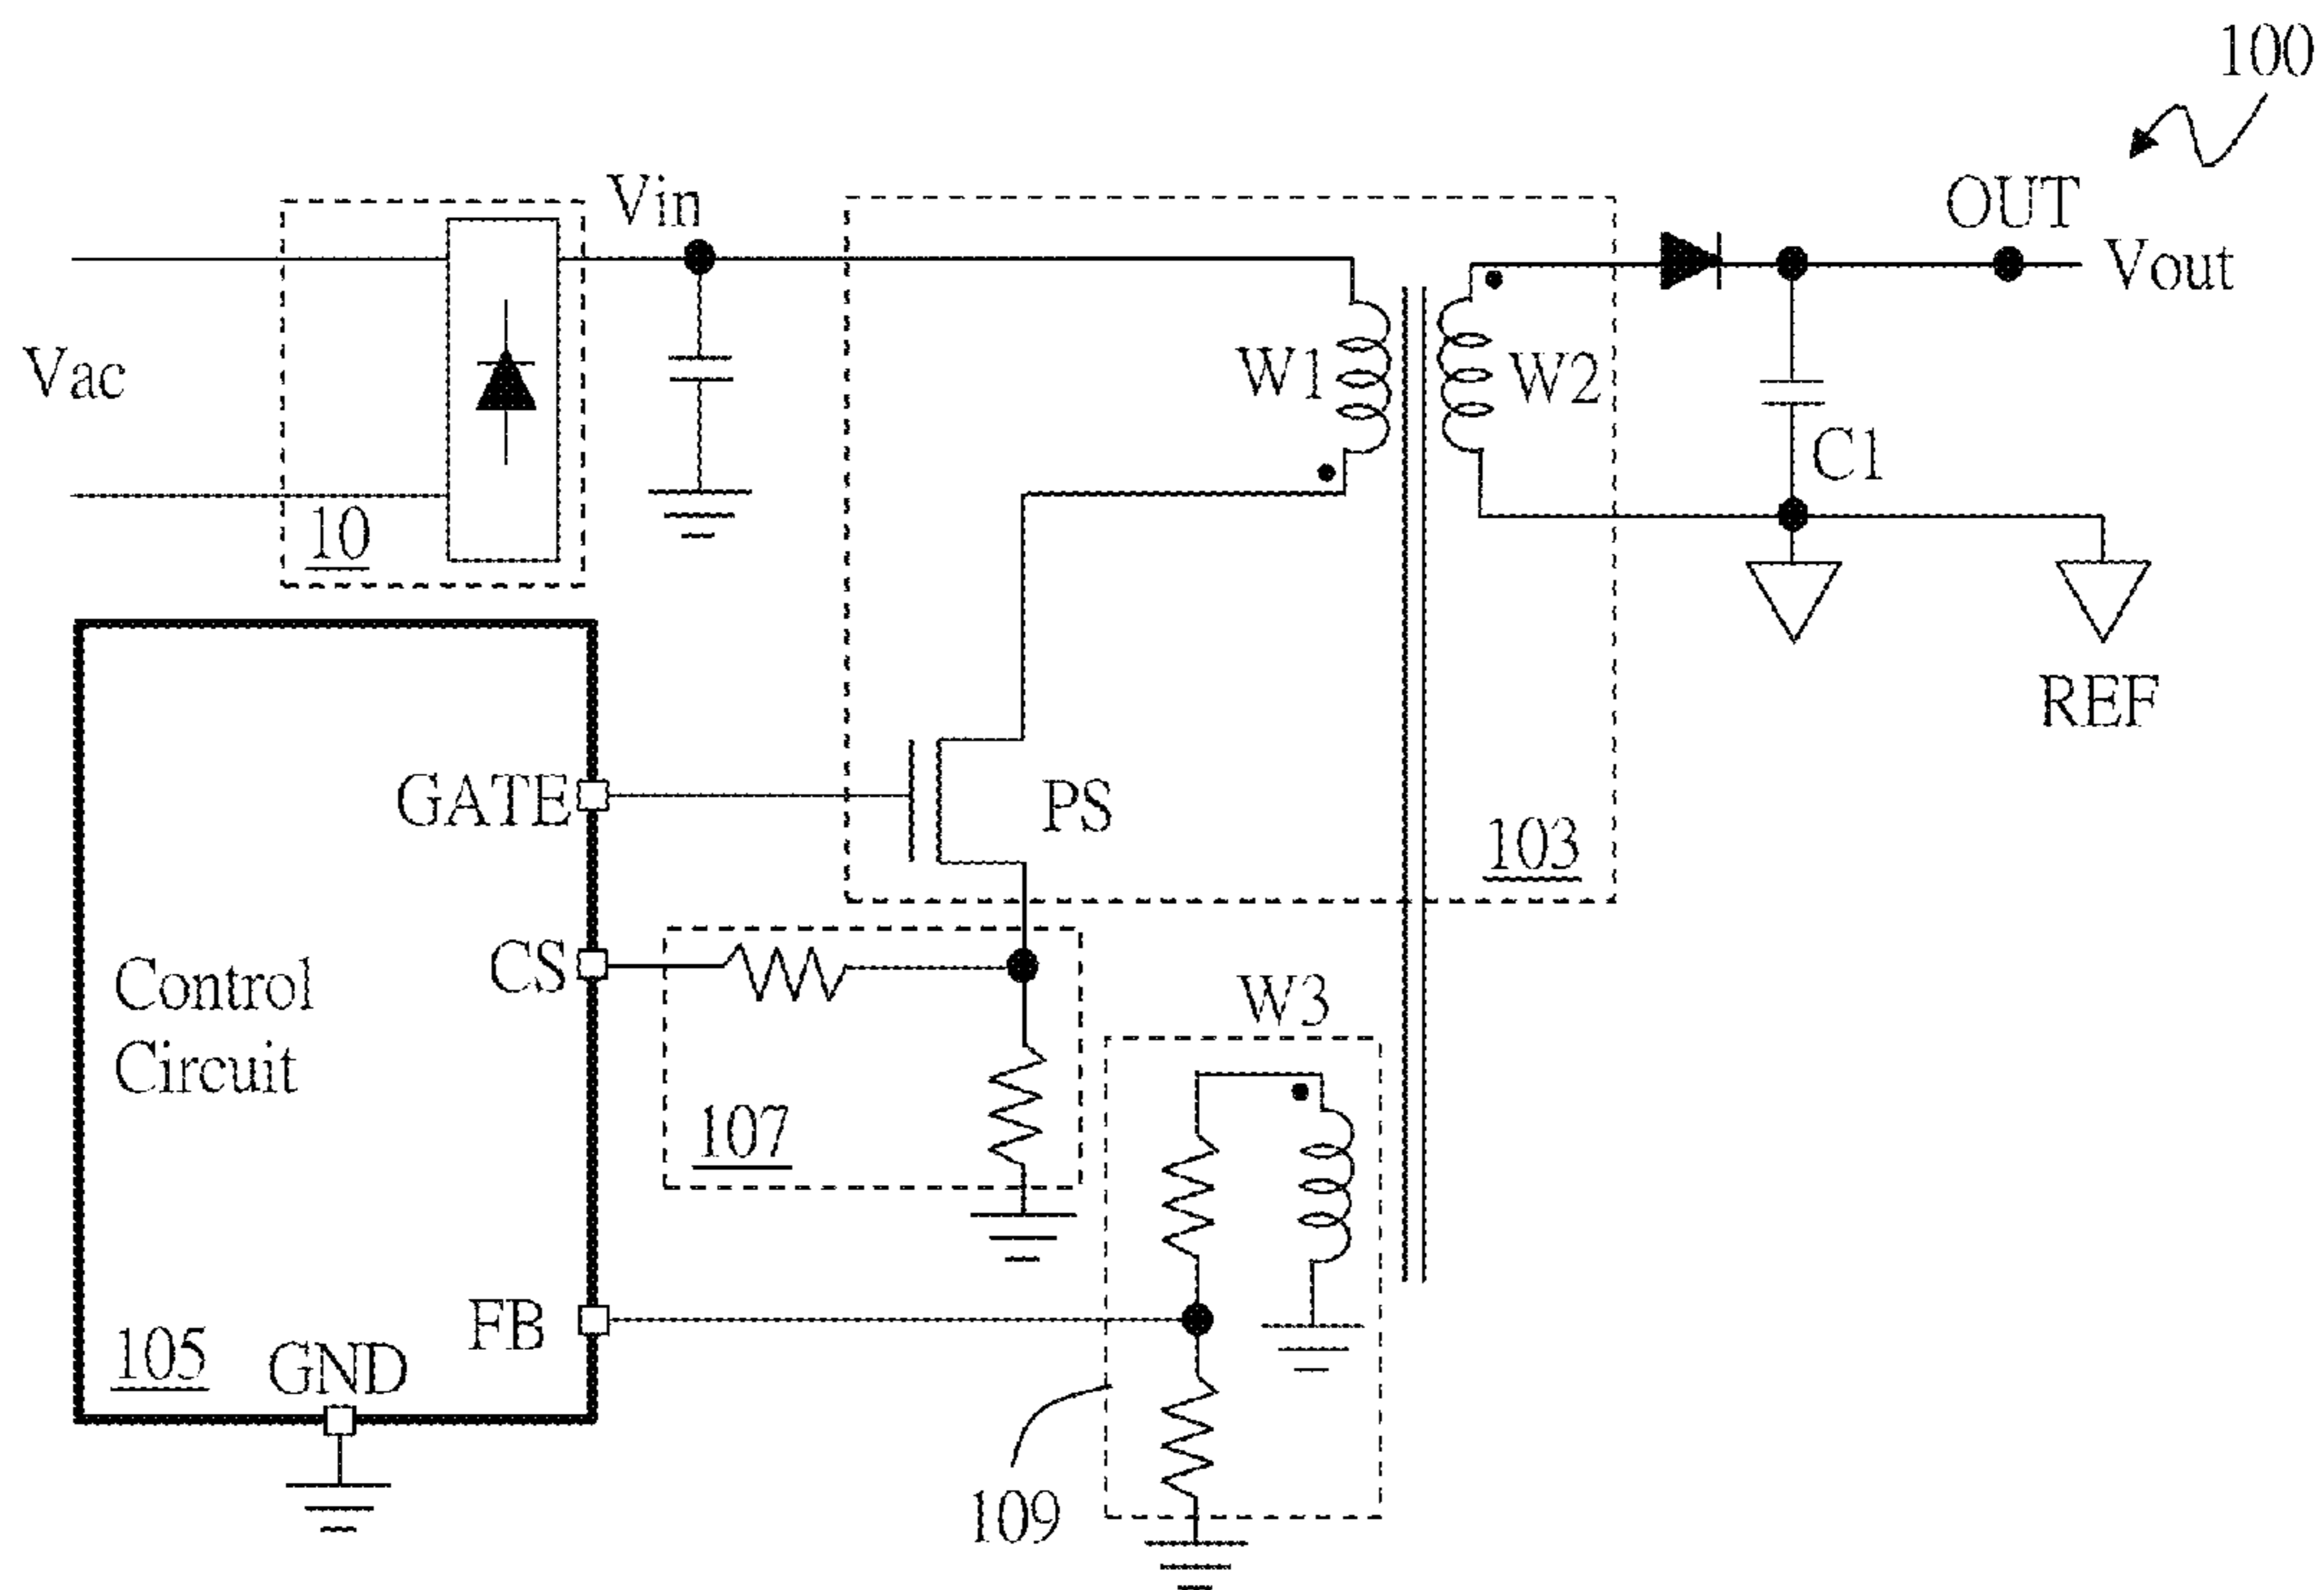 100
Vin
OUT
Vout
Vac
W1
W2
C1
10
REF
GATE
PS
103
CS
Control
Circuit
W3
107
FB
105
GND
109